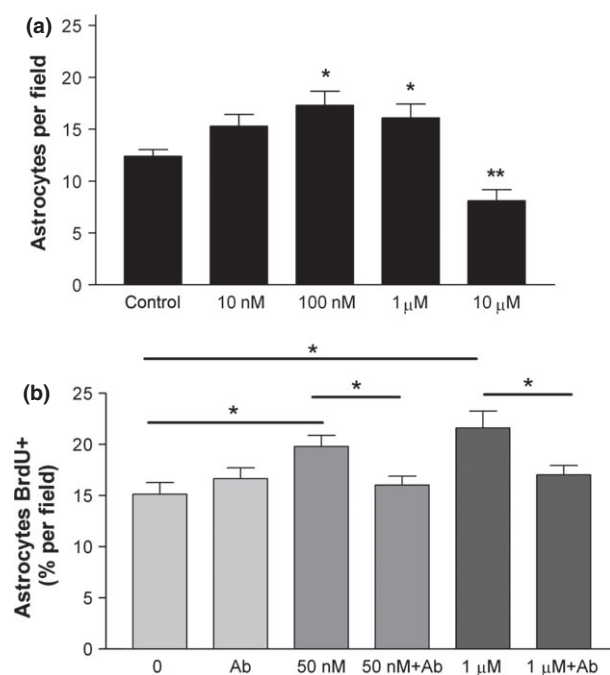 (a)
Astrocytes per field
25
20
15
10
5
0
* * **
Control 10 nM 100 nM 1μM 10 μM
(b)
Astrocytes BrdU+
(% per field)
25
20
15
10
5
0
*
* * *
0 Ab 50 nM 50 nM+Ab 1 μM 1 μM+Ab